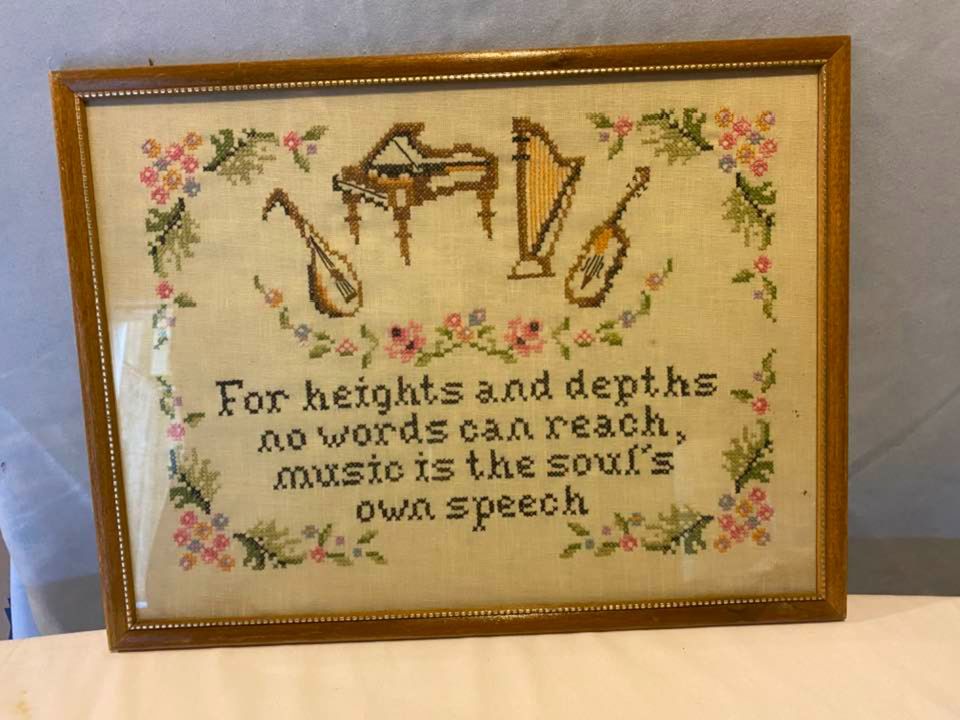 For heights and depths
no words can reach,
music is the soul's
own speech